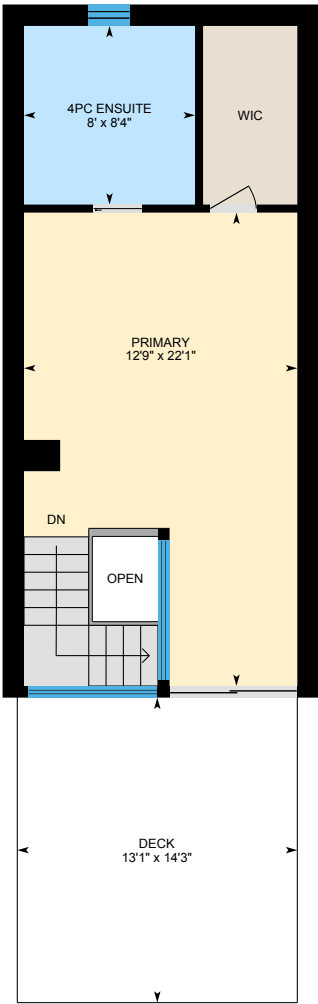 4PC ENSUITE
8' x 8'4"
WIC
PRIMARY
12'9" x 22'1"
DN
OPEN
DECK
13'1" x 14'3"